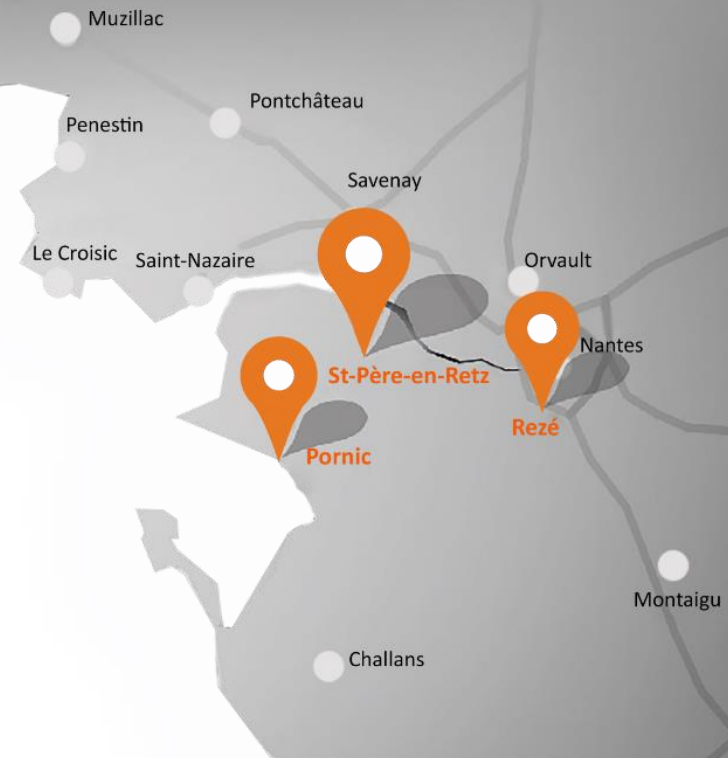 Muzillac
Pontchâteau
Penestin
Savenay
Le Croisic
Saint-Nazaire
Orvault
Nantes
St-Père-en-Retz
Rezé
Pornic
Montaigu
Challans